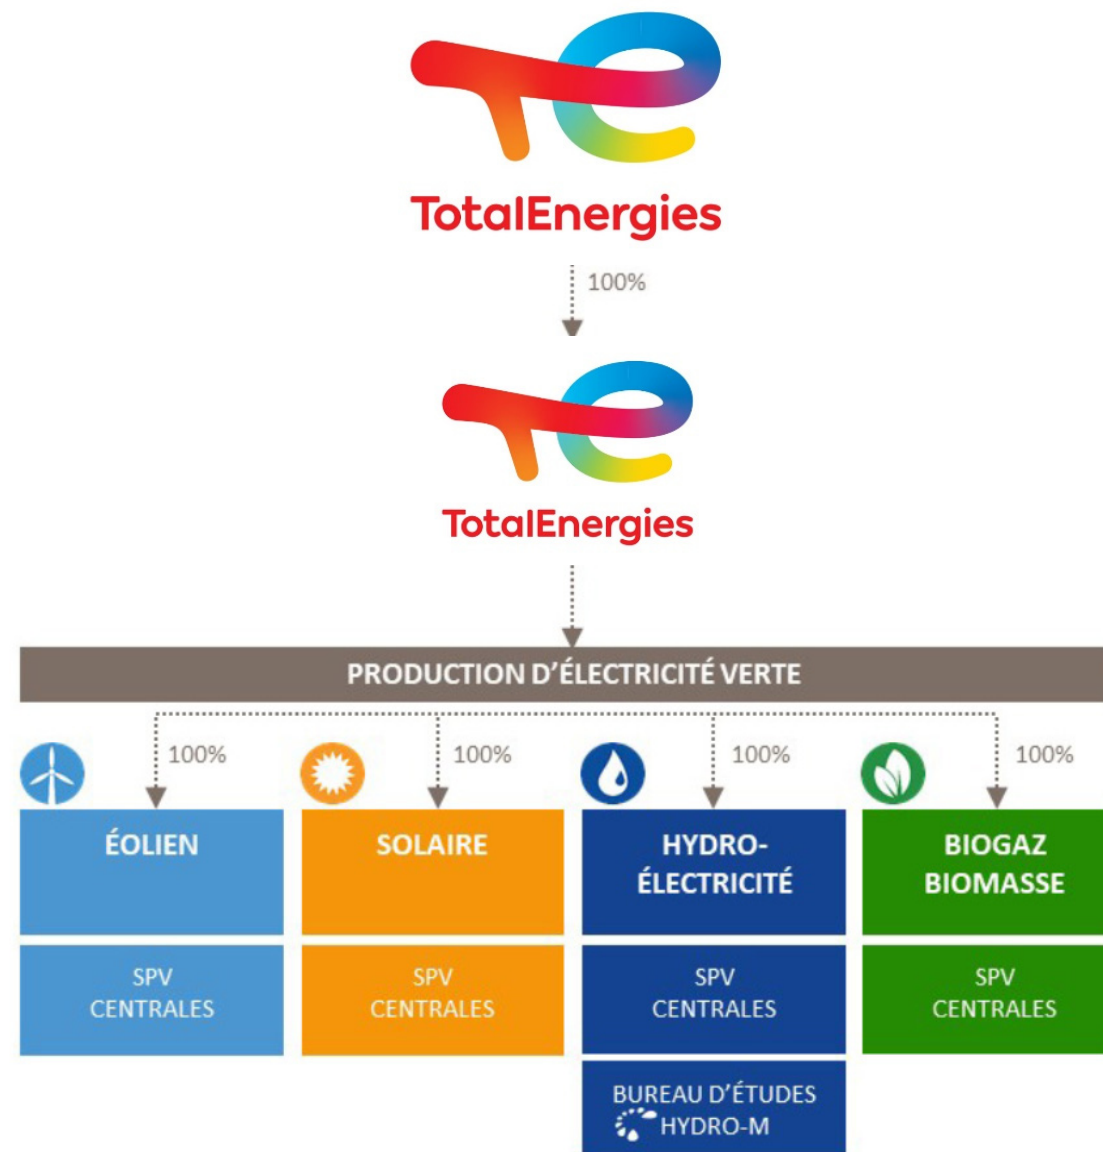 TotalEnergies
100%
TotalEnergies
PRODUCTION D'ÉLECTRICITÉ VERTE
100%
100%
100%
100%
ÉOLIEN
SOLAIRE
HYDRO-
ÉLECTRICITÉ
BIOGAZ
BIOMASSE
SPV
CENTRALES
SPV
CENTRALES
SPV
CENTRALES
SPV
CENTRALES
BUREAU D'ÉTUDES
HYDRO-M